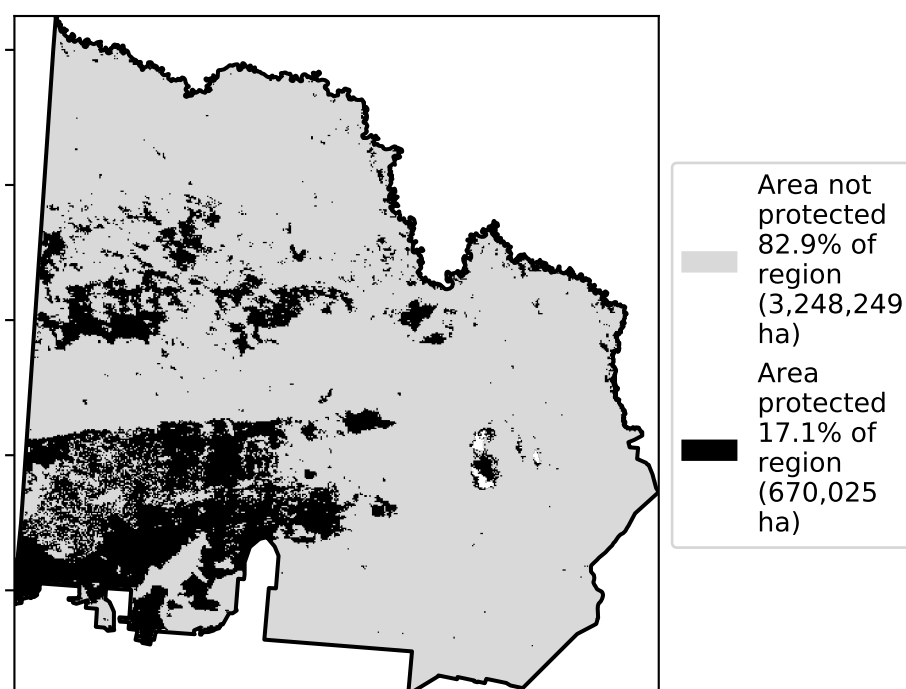 Area not
protected
82.9% of
region
(3,248,249
ha)
Area
protected
17.1% of
region
(670,025
ha)